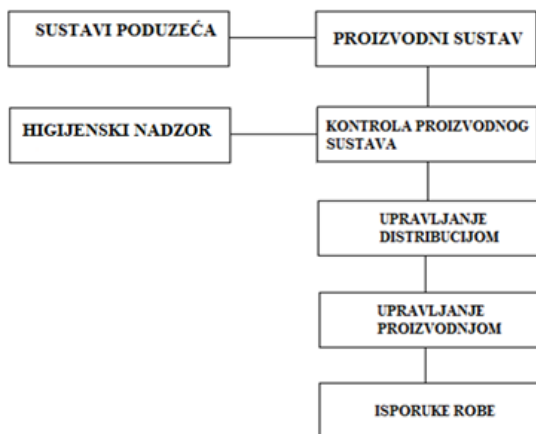 SUSTAVI PODUZEĆA
PROIZVODNI SUSTAV
HIGIJENSKI NADZOR
KONTROLA PROIZVODNOG
SUSTAVA
UPRAVLJANJE
DISTRIBUCIJOM
UPRAVLJANJE
PROIZVODNJOM
ISPORUKE ROBE